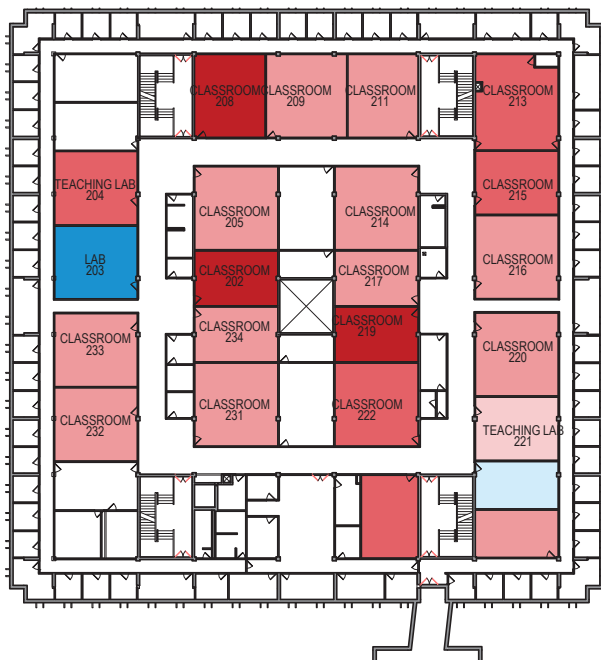 CLASSROOM
208
CLASSROOM
209
CLASSROOM
211
CLASSROOM
213
TEACHING LAB
204
CLASSROOM
205
CLASSROOM
214
CLASSROOM
215
LAB
203
CLASSROOM
202
CLASSROOM
217
CLASSROOM
216
CLASSROOM
233
CLASSROOM
234
CLASSROOM
219
CLASSROOM
220
CLASSROOM
232
CLASSROOM
231
CLASSROOM
222
TEACHING LAB
221